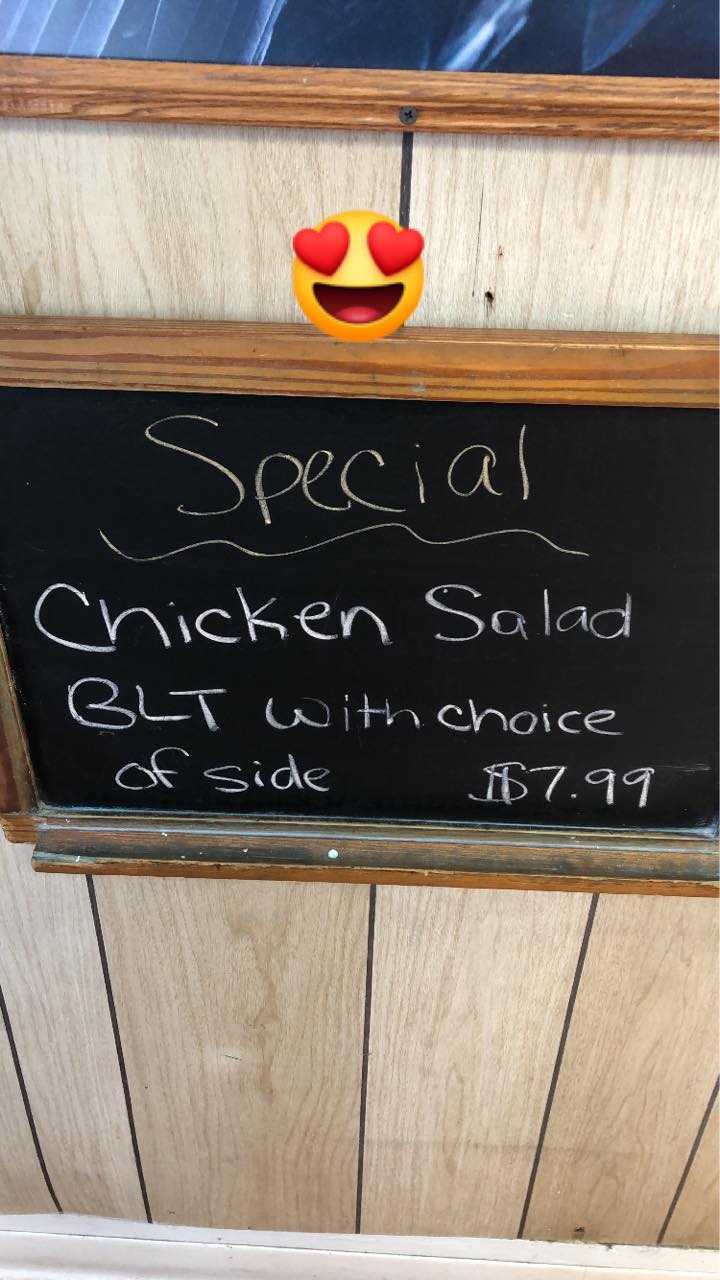 Special
Chicken Salad
BLT with choice
of side $7.99